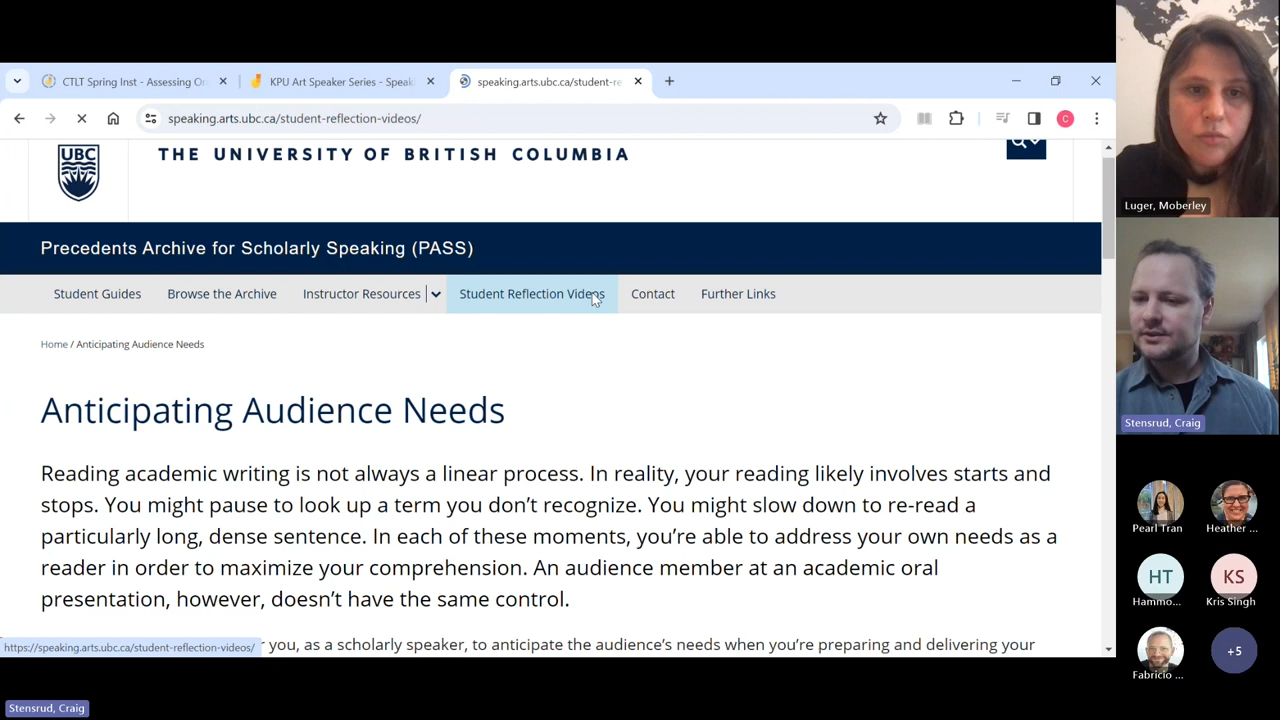 CTLT Spring Inst - Assessing Or
KPU Art Speaker Series - Speak
speaking.arts.ubc.ca/student-re
speaking.arts.ubc.ca/student-reflection-videos/
C
UBC
THE UNIVERSITY OF BRITISH COLUMBIA
Precedents Archive for Scholarly Speaking (PASS)
Student Guides
Browse the Archive
Instructor Resources
Student Reflection Videos
Contact
Further Links
Home / Anticipating Audience Needs
Anticipating Audience Needs
Reading academic writing is not always a linear process. In reality, your reading likely involves starts and
stops. You might pause to look up a term you don't recognize. You might slow down to re-read a
particularly long, dense sentence. In each of these moments, you're able to address your own needs as a
reader in order to maximize your comprehension. An audience member at an academic oral
presentation, however, doesn't have the same control.
you, as a scholarly speaker, to anticipate the audience's needs when you're preparing and delivering your
https://speaking.arts.ubc.ca/student-reflection-videos/
Luger, Moberley
Stensrud, Craig
Pearl Tran
Heather ...
HT
KS
Hammo...
Kris Singh
+5
Fabricio ...
Stensrud, Craig